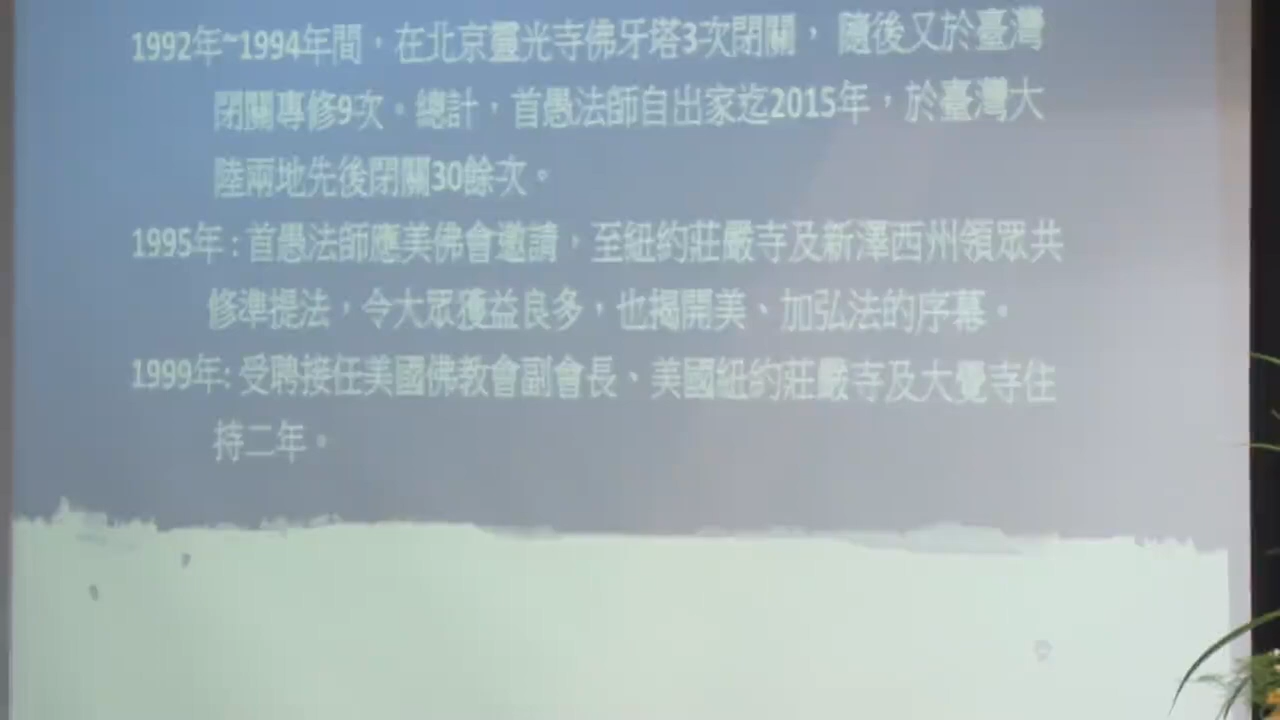 1992年~1994年間，在北京靈光寺佛牙塔3次閉關，隨後又於臺灣
閉關專修9次。總計，首愚法師自出家迄2015年，於臺灣大
陸兩地先後閉關30餘次。
1995年:首愚法師應美佛會邀請，至紐約莊嚴寺及新澤西州領眾共
修準提法，令大眾獲益良多，也揭開美、加弘法的序幕。
1999年:受聘接任美國佛教會副會長、美國紐約莊嚴寺及大覺寺住
持二年。